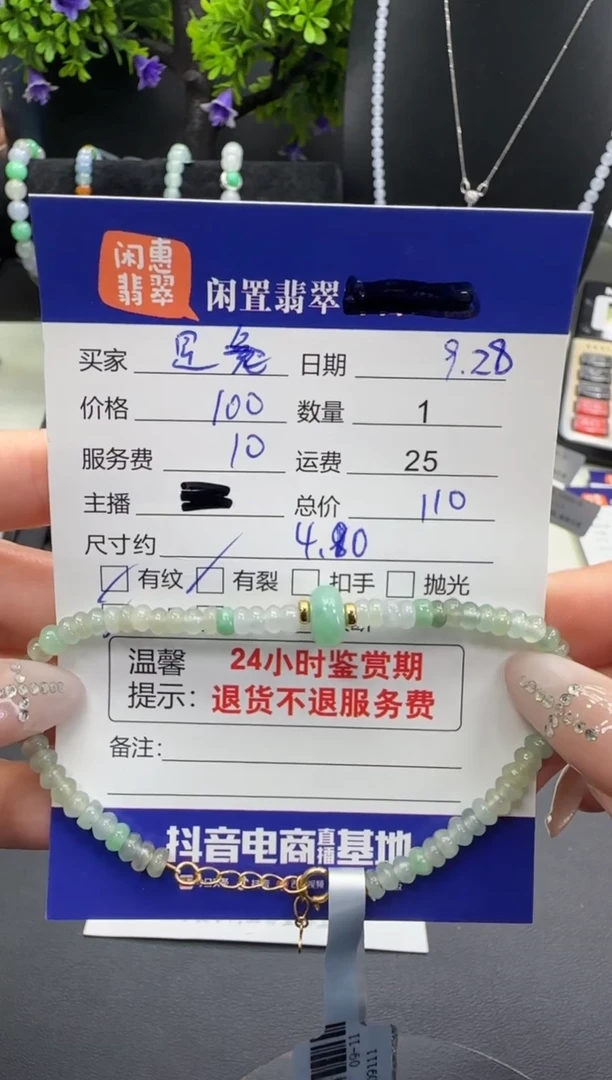 闲惠
翡翠
闲置翡翠
买家 日期 9.28
价格 100 数量 1
服务费 10 运费 25
主播 总价 110
尺寸约 4.80
有纹 有裂 扣手 抛光
温馨 24小时鉴赏期
提示: 退货不退服务费
备注:
抖音电商直播基地
09-11
09111